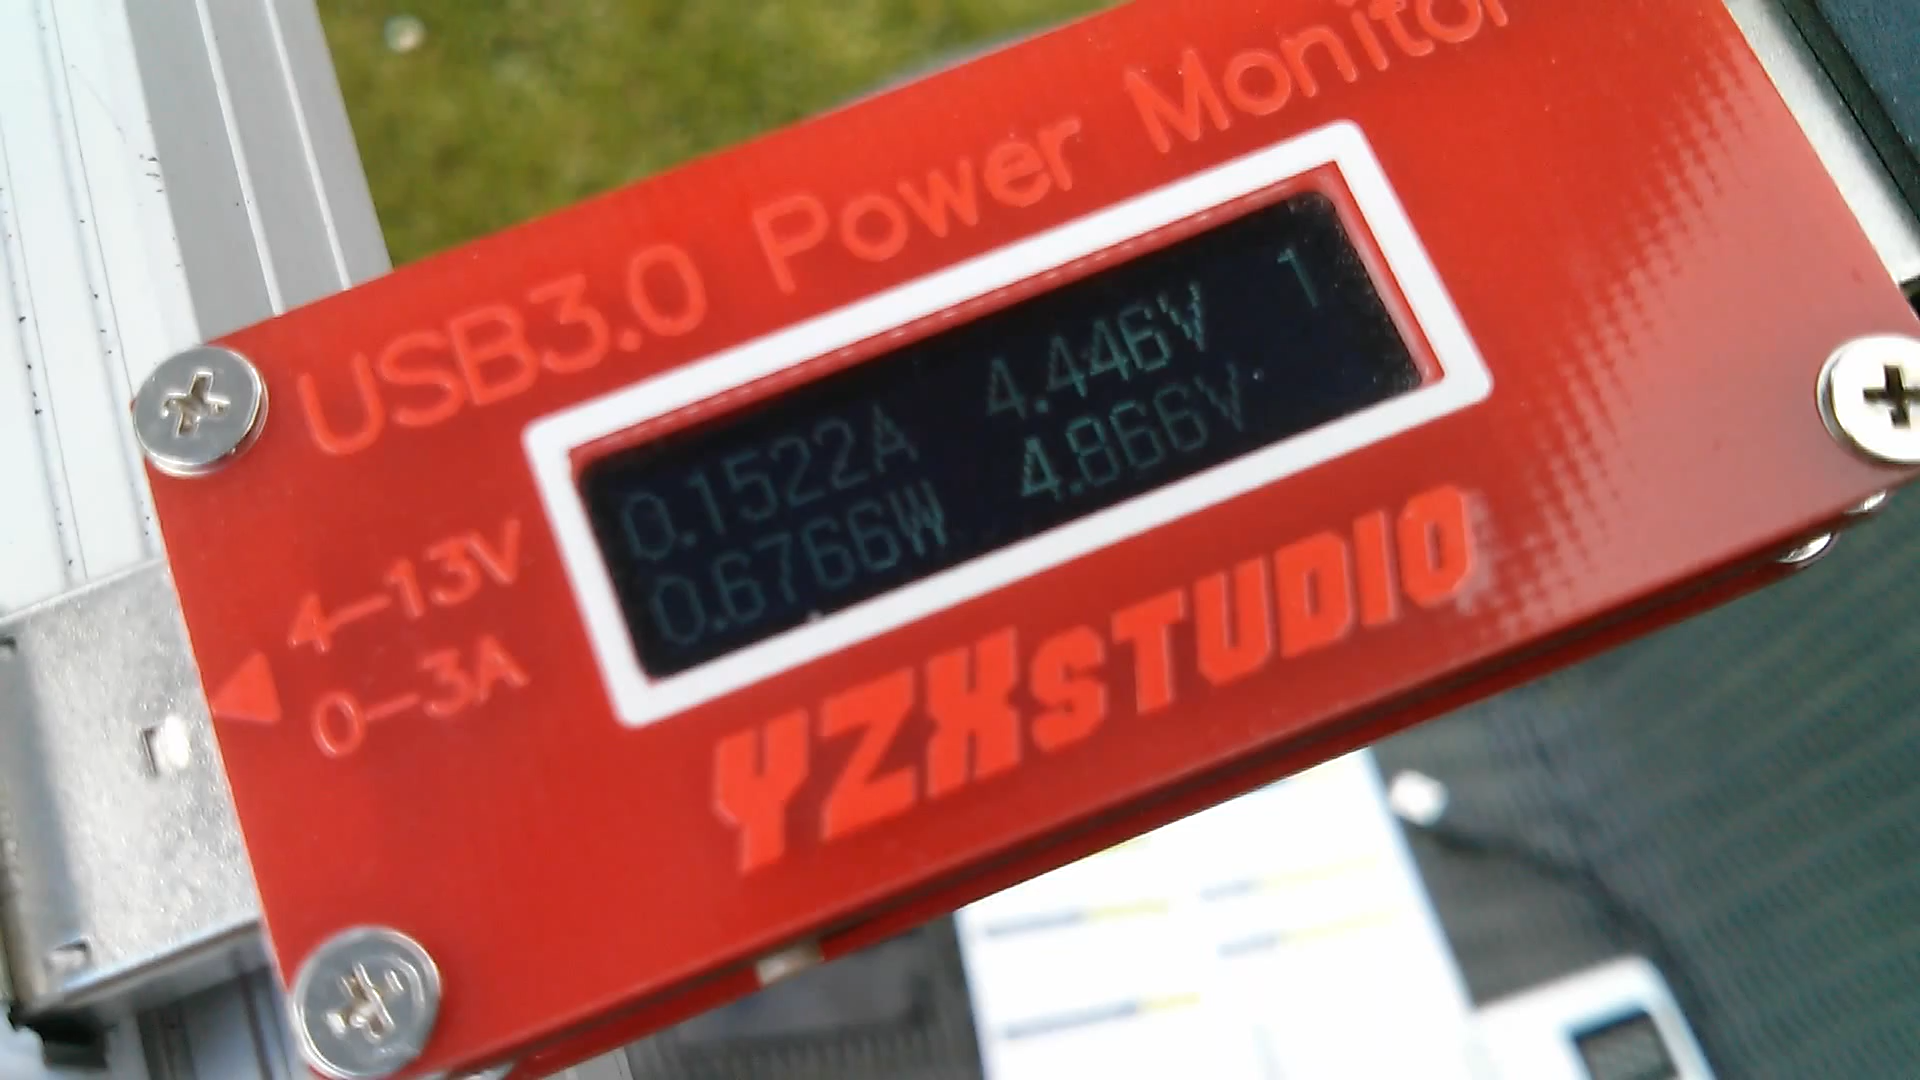 USB3.0 Power Monitor
0.1522A 4.446V 1
0.6766W 4.866V
4-13V
0-3A
YZXSTUDIO